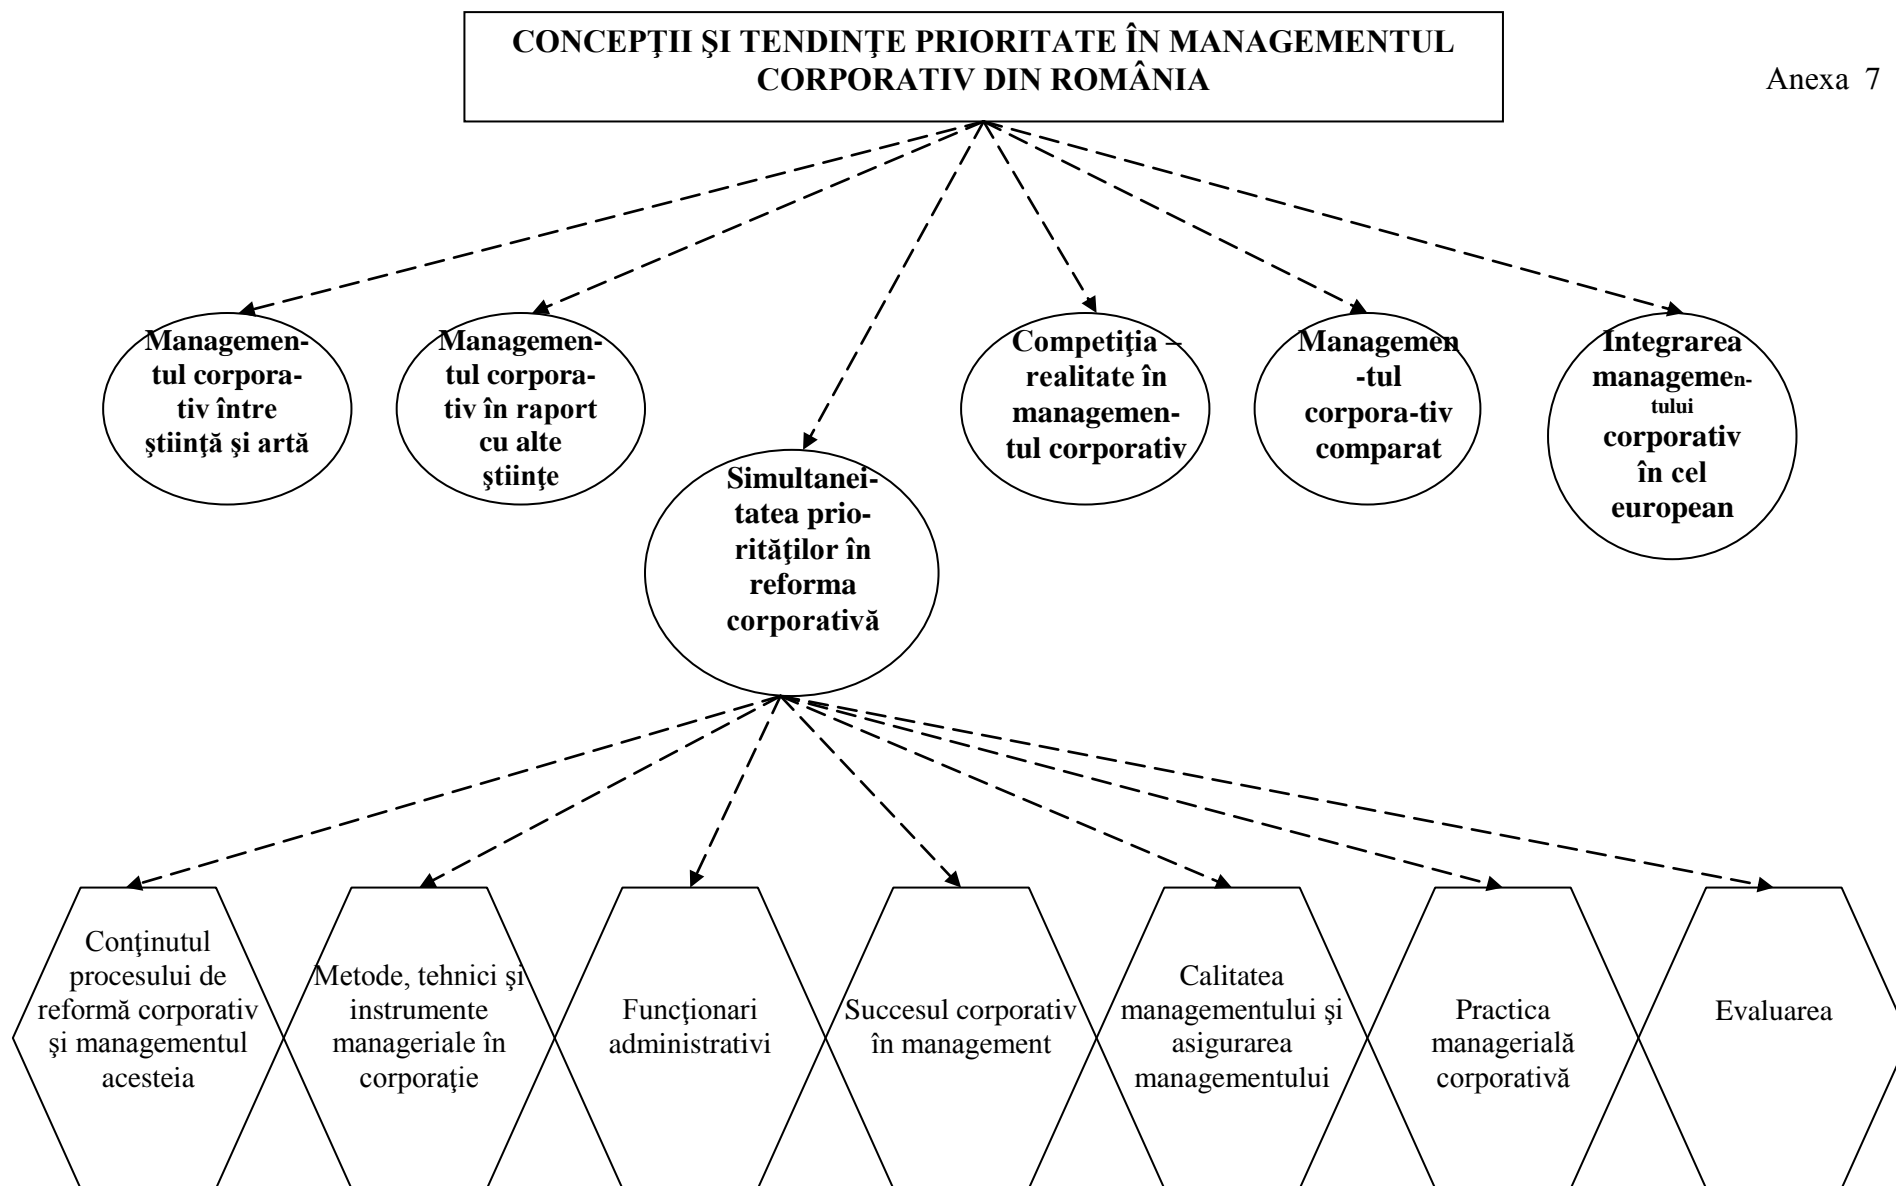 CONCEPŢII ŞI TENDINŢE PRIORITATE ÎN MANAGEMENTUL
CORPORATIV DIN ROMÂNIA
Anexa 7
Managemen-
tul corpora-
tiv între
ştiinţă şi artă
Managemen-
tul corpora-
tiv în raport
cu alte
ştiinţe
Simultanei-
tatea prio-
rităţilor în
reforma
corporativă
Competiţia –
realitate în
managemen-
tul corporativ
Managemen
-tul
corpora-tiv
comparat
Integrarea
managemen-
tului
corporativ
în cel
european
Conţinutul
procesului de
reformă corporativ
şi managementul
acesteia
Metode, tehnici şi
instrumente
manageriale în
corporaţie
Funcţionari
administrativi
Succesul corporativ
în management
Calitatea
managementului şi
asigurarea
managementului
Practica
managerială
corporativă
Evaluarea